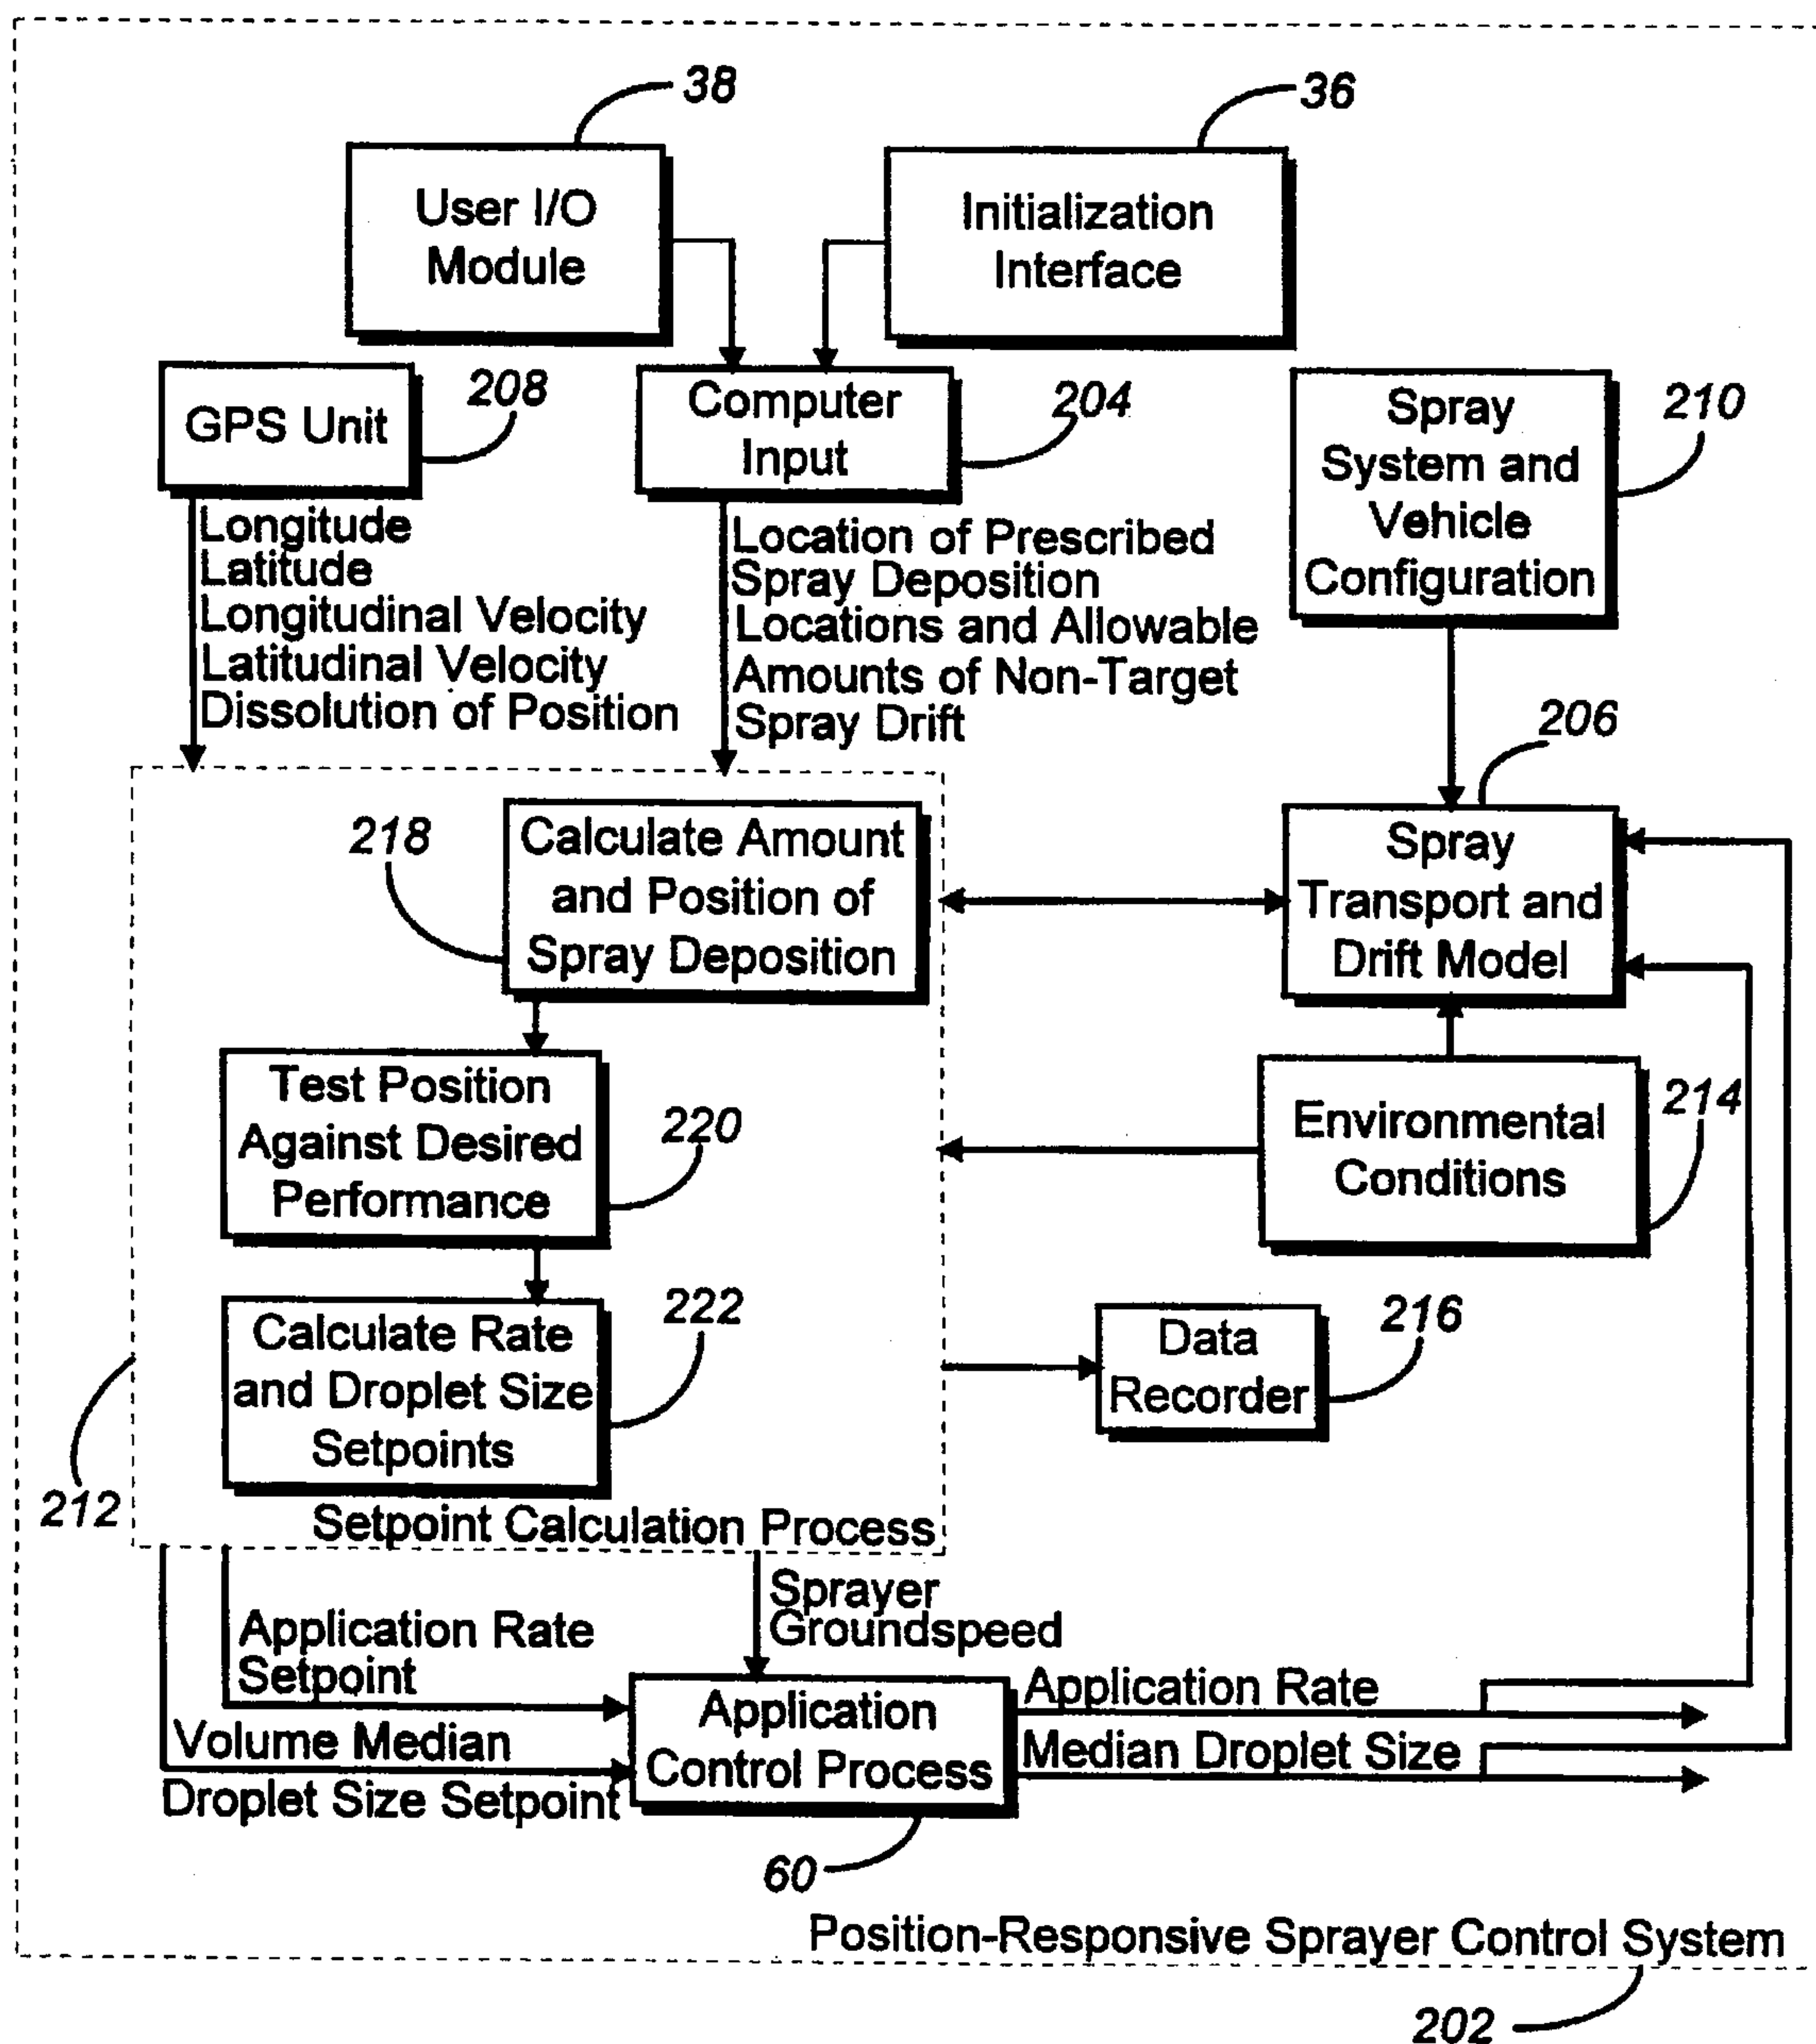 38
36
User I/O
Module
Initialization
Interface
GPS Unit
208
Computer
Input
204
Spray
System and
Vehicle
Configuration
210
Longitude
Latitude
Longitudinal Velocity
Latitudinal Velocity
Dissolution of Position
Location of Prescribed
Spray Deposition
Locations and Allowable
Amounts of Non-Target
Spray Drift
206
218
Calculate Amount
and Position of
Spray Deposition
Spray
Transport and
Drift Model
Test Position
Against Desired
Performance
220
Environmental
Conditions
214
Calculate Rate
and Droplet Size
Setpoints
222
Data
Recorder
216
212
Setpoint Calculation Process
Sprayer
Groundspeed
Application Rate
Setpoint
Volume Median
Droplet Size Setpoint
Application
Control Process
Application Rate
Median Droplet Size
60
Position-Responsive Sprayer Control System
202